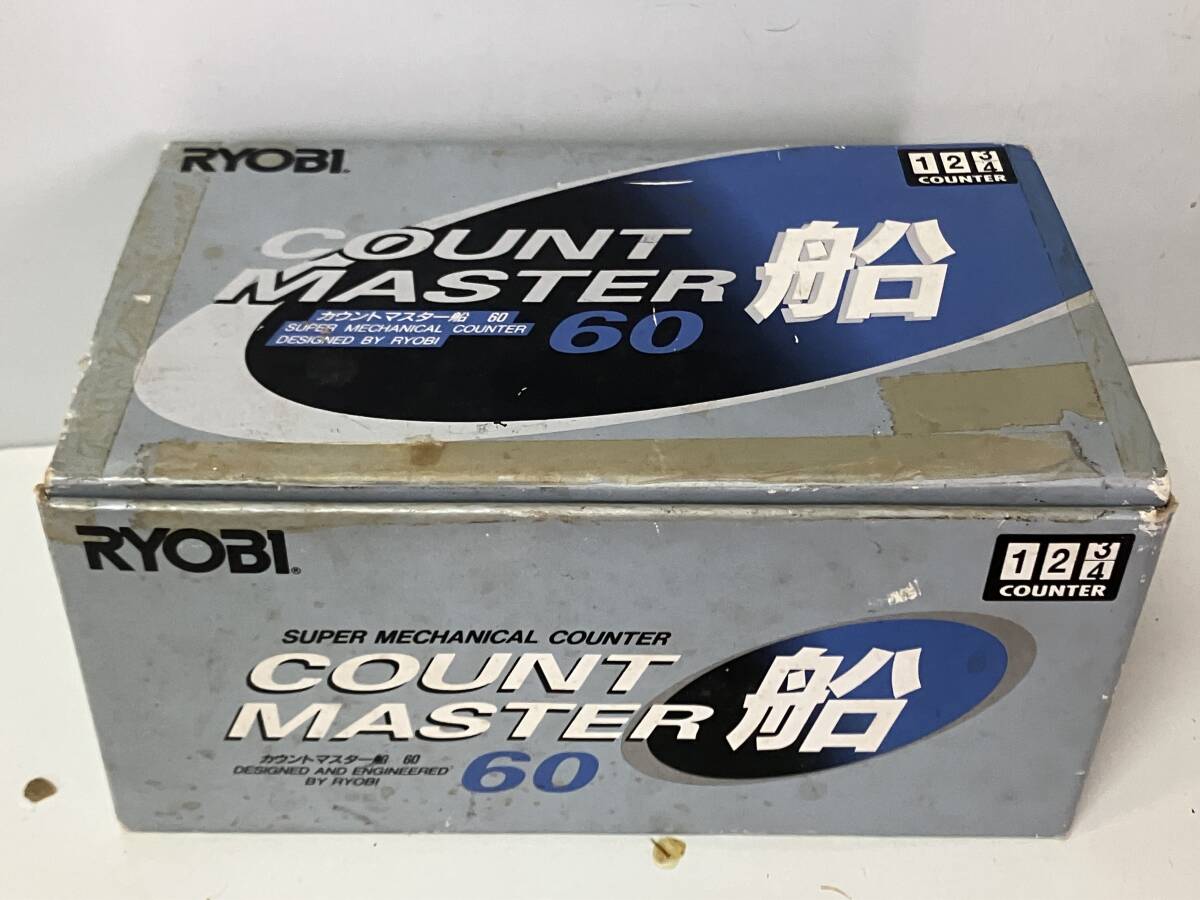 RYOBI®
1 2 3 4
COUNTER
COUNT
MASTER 船
カウントマスター船 60
SUPER MECHANICAL COUNTER
DESIGNED BY RYOBI
60
RYOBI®
1 2 3 4
COUNTER
SUPER MECHANICAL COUNTER
COUNT
MASTER 船
カウントマスター船 60
DESIGNED AND ENGINEERED
BY RYOBI
60